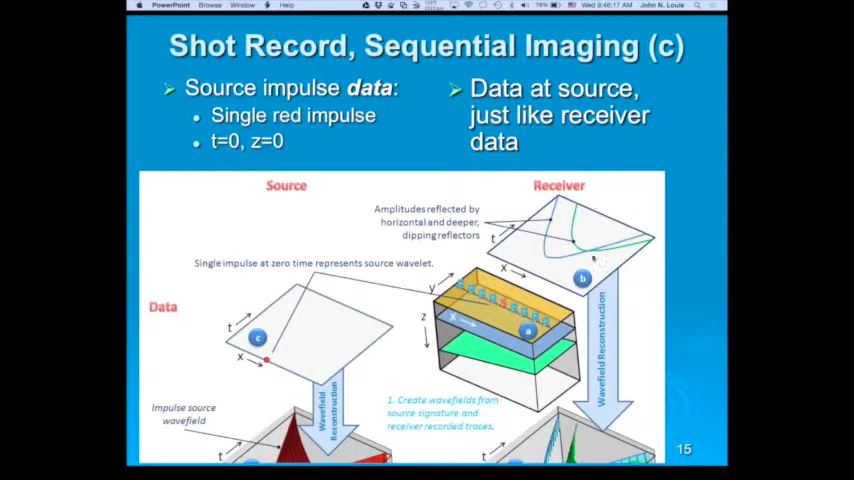 PowerPoint Browse Window Help
78% Wed 9:46:17 AM John N. Louie
Shot Record, Sequential Imaging (c)
Source impulse data:
Single red impulse
t=0, z=0
Data at source,
just like receiver
data
Source
Receiver
Amplitudes reflected by
horizontal and deeper,
dipping reflectors
t
x
b
Single impulse at zero time represents source wavelet.
y
Data
z
x
a
t
c
x
Wavefield Reconstruction
Wavefield
Reconstruction
1. Create wavefields from
source signature and
receiver recorded traces.
Impulse source
wavefield
t
t
15